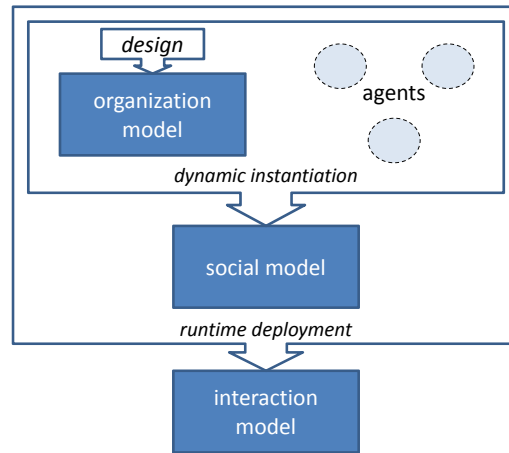 design
organization
model
agents
dynamic instantiation
social model
runtime deployment
interaction
model